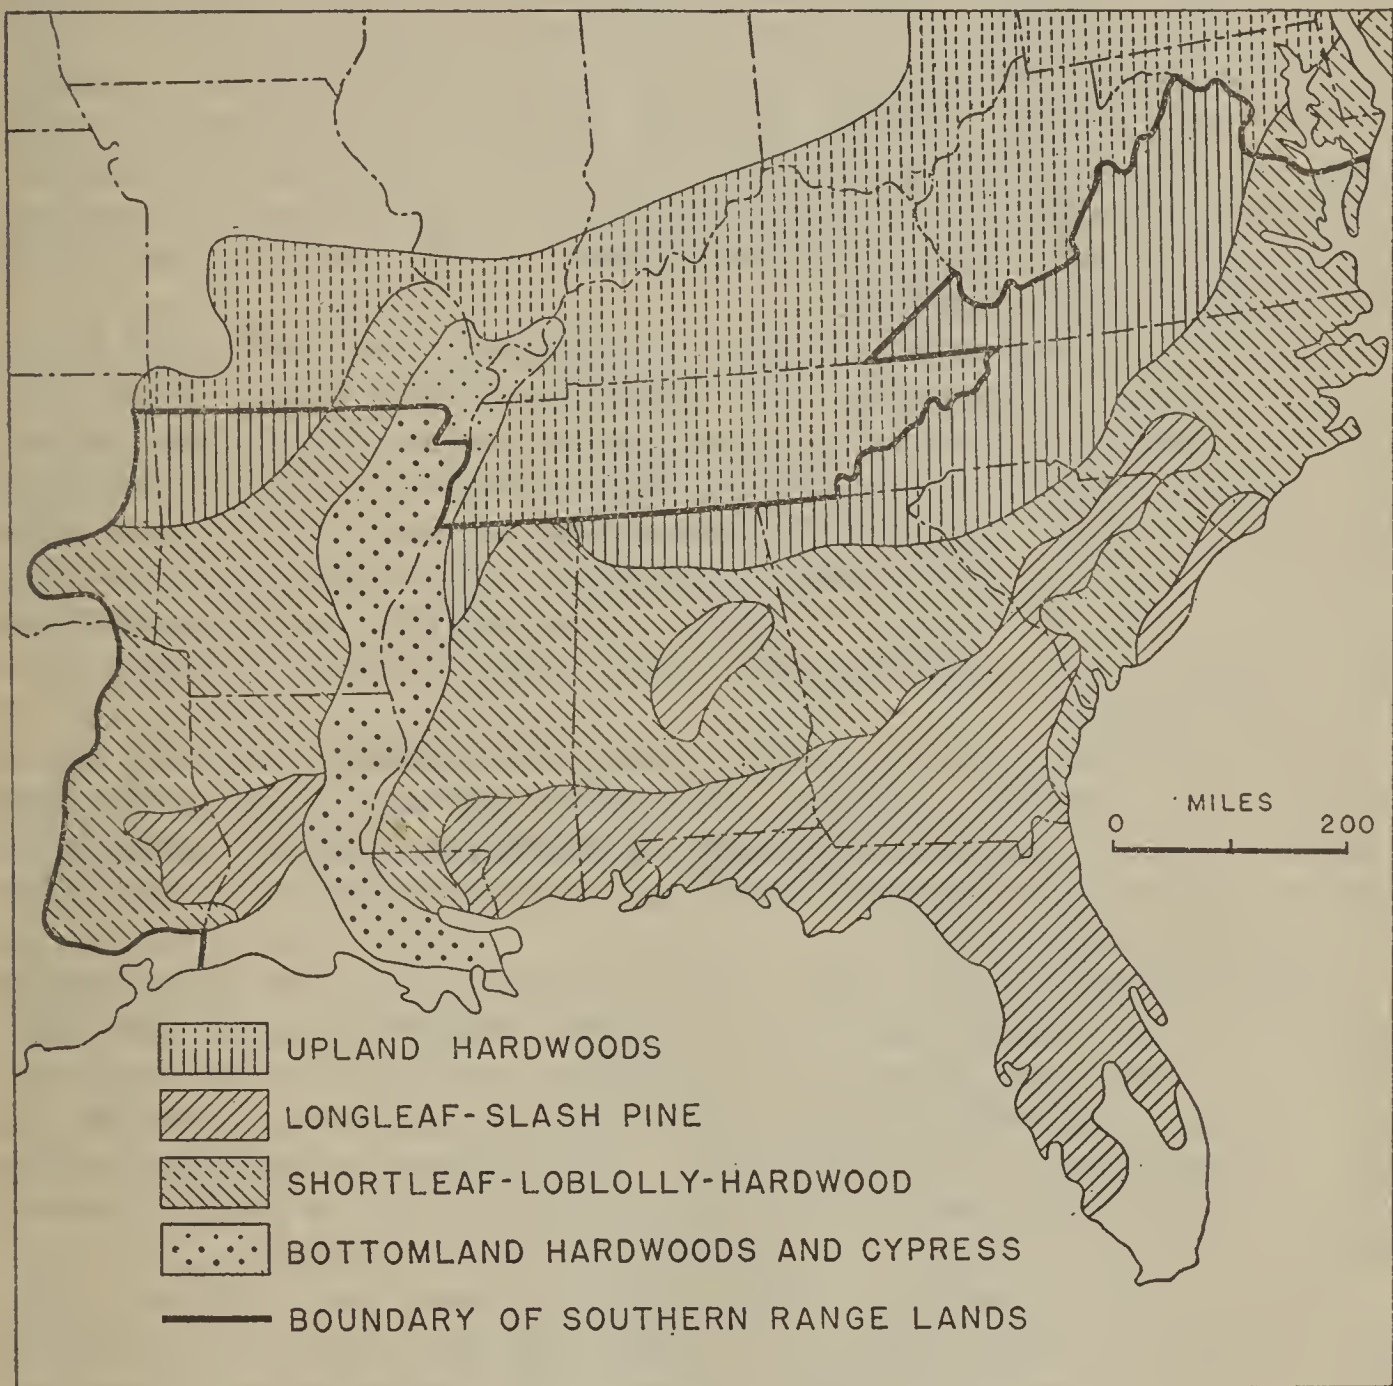 MILES
0 200
UPLAND HARDWOODS
LONGLEAF-SLASH PINE
SHORTLEAF-LOBLOLLY-HARDWOOD
BOTTOMLAND HARDWOODS AND CYPRESS
BOUNDARY OF SOUTHERN RANGE LANDS